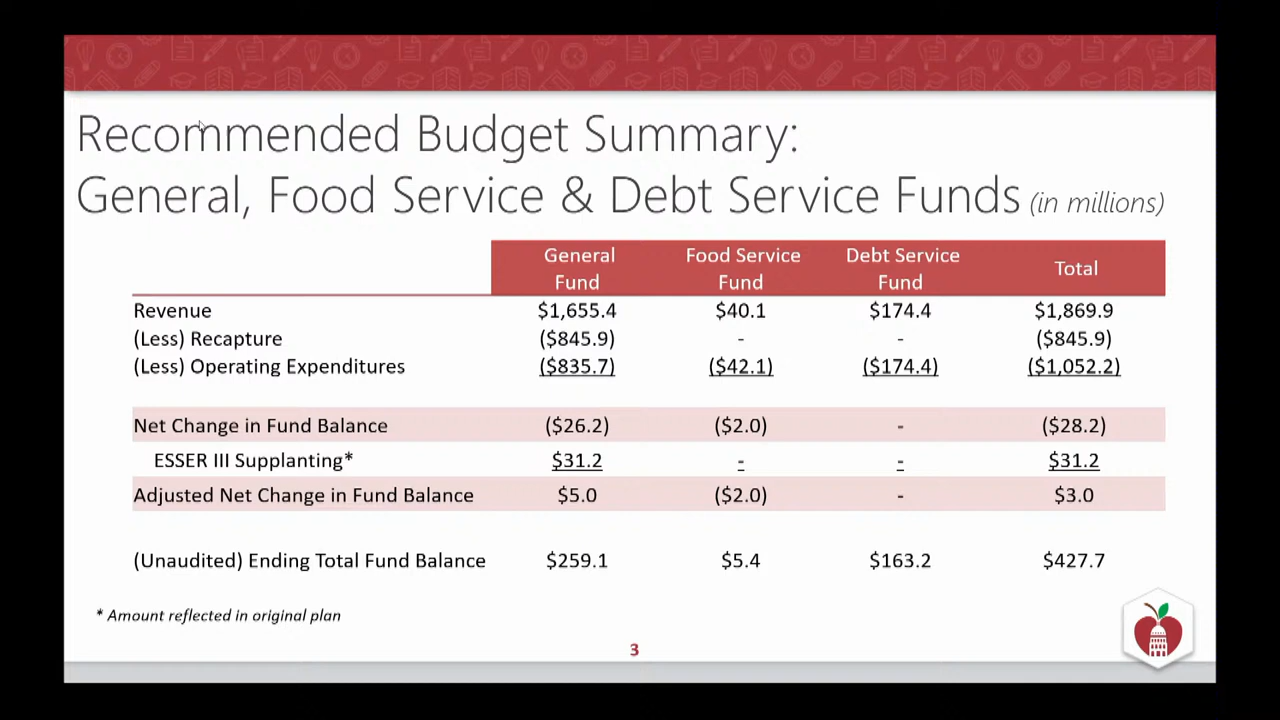 Recommended Budget Summary:
General, Food Service & Debt Service Funds (in millions)
General Fund Food Service Fund Debt Service Fund Total
Revenue $1,655.4 $40.1 $174.4 $1,869.9
(Less) Recapture ($845.9) - - ($845.9)
(Less) Operating Expenditures ($835.7) ($42.1) ($174.4) ($1,052.2)
Net Change in Fund Balance ($26.2) ($2.0) - ($28.2)
ESSER III Supplanting* $31.2 - - $31.2
Adjusted Net Change in Fund Balance $5.0 ($2.0) - $3.0
(Unaudited) Ending Total Fund Balance $259.1 $5.4 $163.2 $427.7
* Amount reflected in original plan
3